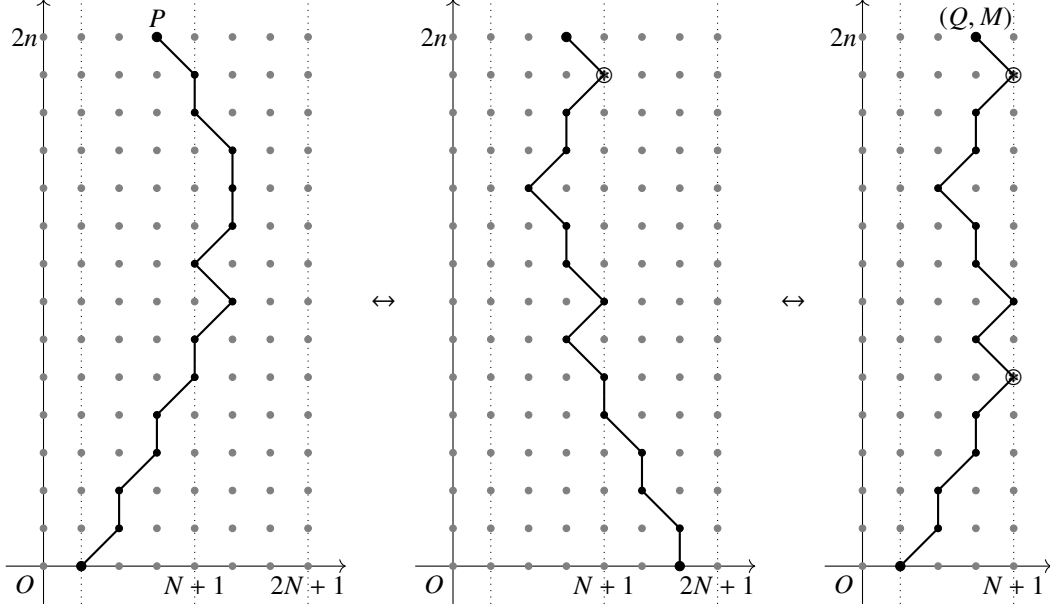 P
2n
O
N + 1
2N + 1
↔
2n
O
N + 1
2N + 1
↔
(Q, M)
2n
O
N + 1